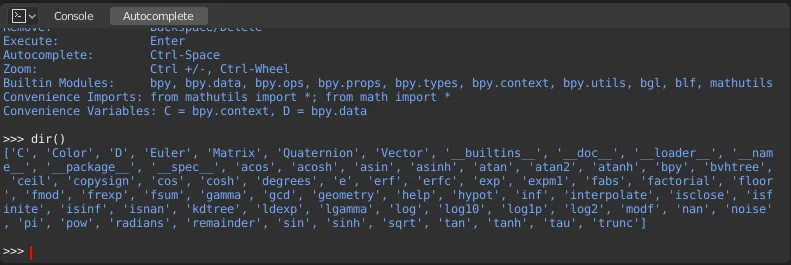 Console Autocomplete
Remove: Backspace/Delete
Execute: Enter
Autocomplete: Ctrl-Space
Zoom: Ctrl +/-, Ctrl-Wheel
Builtin Modules: bpy, bpy.data, bpy.ops, bpy.props, bpy.types, bpy.context, bpy.utils, bgl, blf, mathutils
Convenience Imports: from mathutils import *; from math import *
Convenience Variables: C = bpy.context, D = bpy.data
>>> dir()
['C', 'Color', 'D', 'Euler', 'Matrix', 'Quaternion', 'Vector', '__builtins__', '__doc__', '__loader__', '__nam
e__', '__package__', '__spec__', 'acos', 'acosh', 'asin', 'asinh', 'atan', 'atan2', 'atanh', 'bpy', 'bvhtree',
'ceil', 'copysign', 'cos', 'cosh', 'degrees', 'e', 'erf', 'erfc', 'exp', 'expm1', 'fabs', 'factorial', 'floor'
, 'fmod', 'frexp', 'fsum', 'gamma', 'gcd', 'geometry', 'help', 'hypot', 'inf', 'interpolate', 'isclose', 'isf
inite', 'isinf', 'isnan', 'kdtree', 'ldexp', 'lgamma', 'log', 'log10', 'log1p', 'log2', 'modf', 'nan', 'noise'
, 'pi', 'pow', 'radians', 'remainder', 'sin', 'sinh', 'sqrt', 'tan', 'tanh', 'tau', 'trunc']
>>>